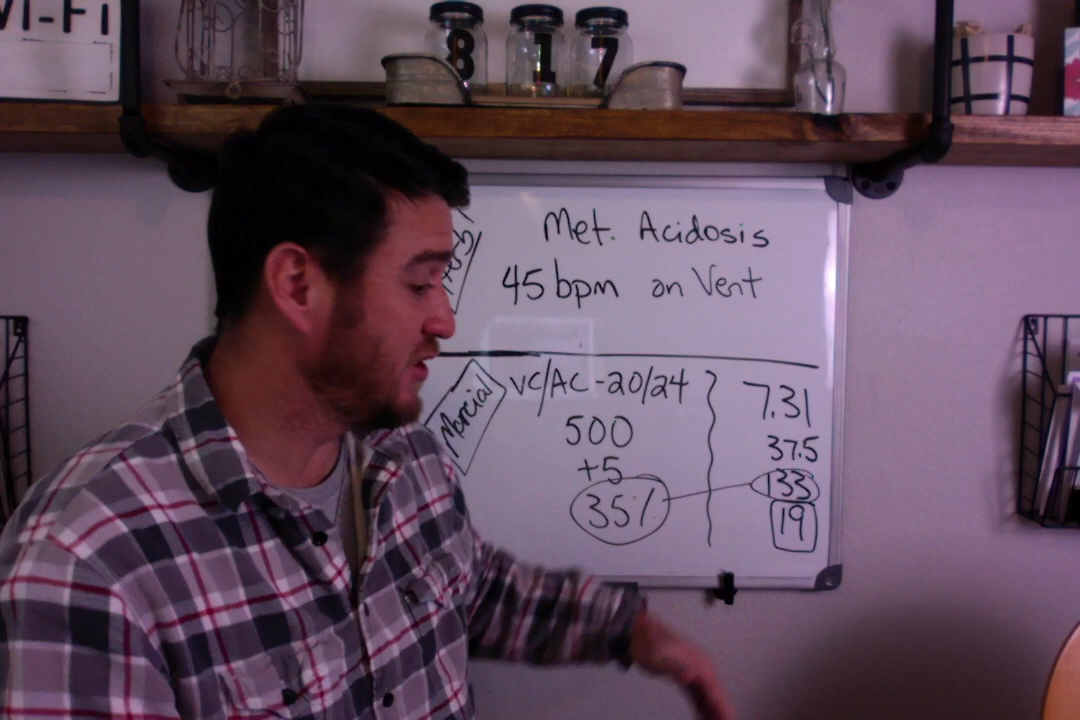 WI-FI
8 1 7
Met. Acidosis
45 bpm on Vent
Marcial
VC/AC - 20/24
500
+5
35%
7.31
37.5
133
19